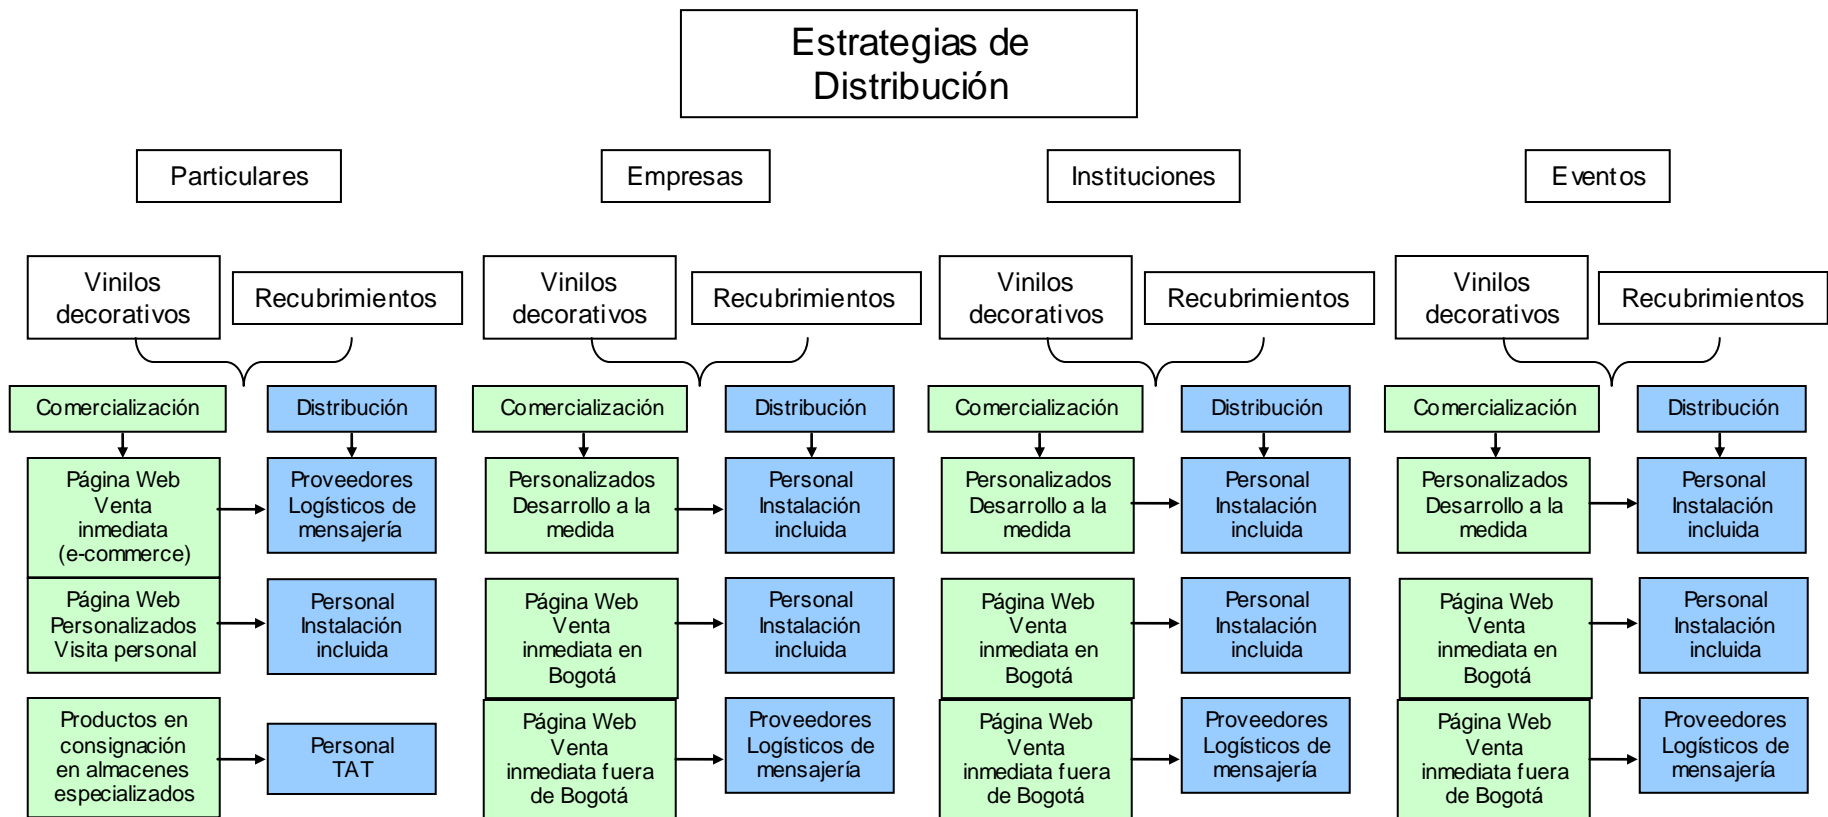 Estrategias de
Distribución
Particulares
Empresas
Instituciones
Eventos
Vinilos
decorativos
Recubrimientos
Vinilos
decorativos
Recubrimientos
Vinilos
decorativos
Recubrimientos
Vinilos
decorativos
Recubrimientos
Comercialización
Distribución
Comercialización
Distribución
Comercialización
Distribución
Comercialización
Distribución
Página Web
Venta
inmediata
(e-commerce)
Proveedores
Logísticos de
mensajería
Personalizados
Desarrollo a la
medida
Personal
Instalación
incluida
Personalizados
Desarrollo a la
medida
Personal
Instalación
incluida
Personalizados
Desarrollo a la
medida
Personal
Instalación
incluida
Página Web
Personalizados
Visita personal
Personal
Instalación
incluida
Página Web
Venta
inmediata en
Bogotá
Personal
Instalación
incluida
Página Web
Venta
inmediata en
Bogotá
Personal
Instalación
incluida
Página Web
Venta
inmediata en
Bogotá
Personal
Instalación
incluida
Productos en
consignación
en almacenes
especializados
Personal
TAT
Página Web
Venta
inmediata fuera
de Bogotá
Proveedores
Logísticos de
mensajería
Página Web
Venta
inmediata fuera
de Bogotá
Proveedores
Logísticos de
mensajería
Página Web
Venta
inmediata fuera
de Bogotá
Proveedores
Logísticos de
mensajería